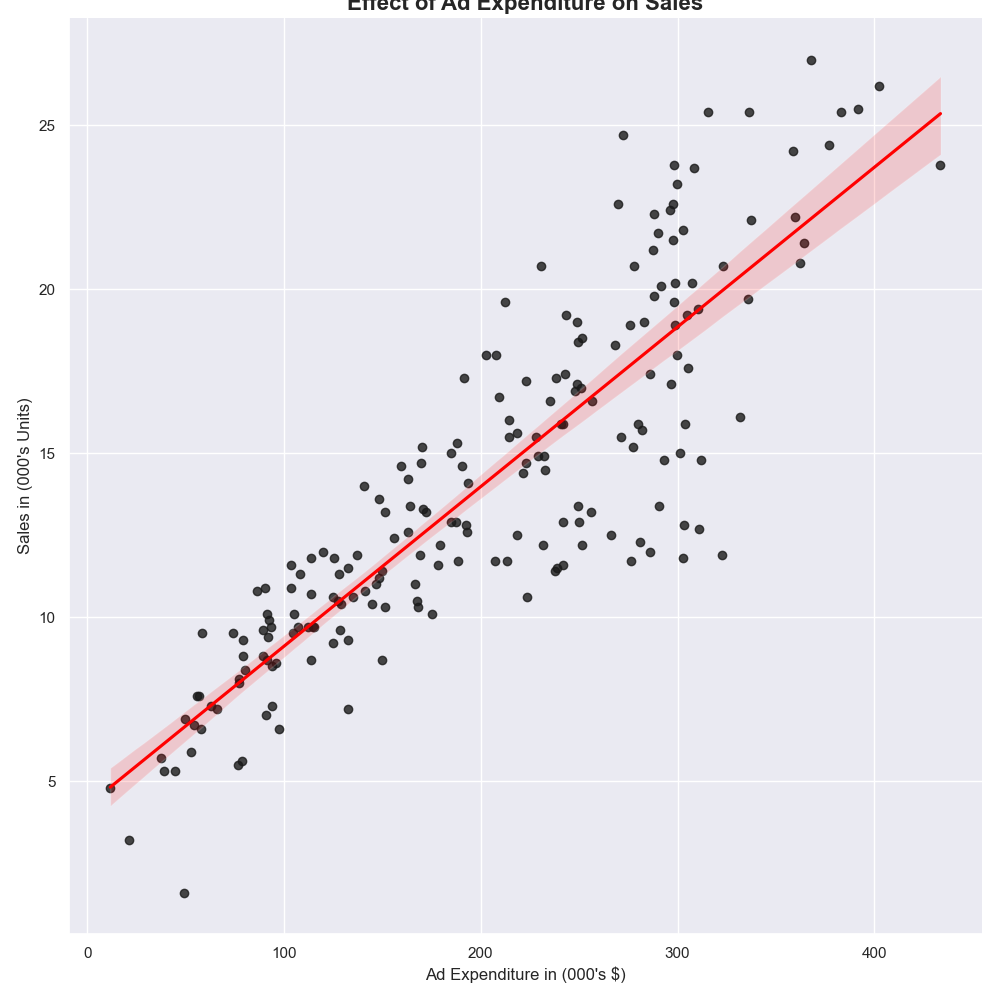 Effect of Ad Expenditure on Sales
25
20
15
10
5
Sales in (000's Units)
0 100 200 300 400
Ad Expenditure in (000's $)